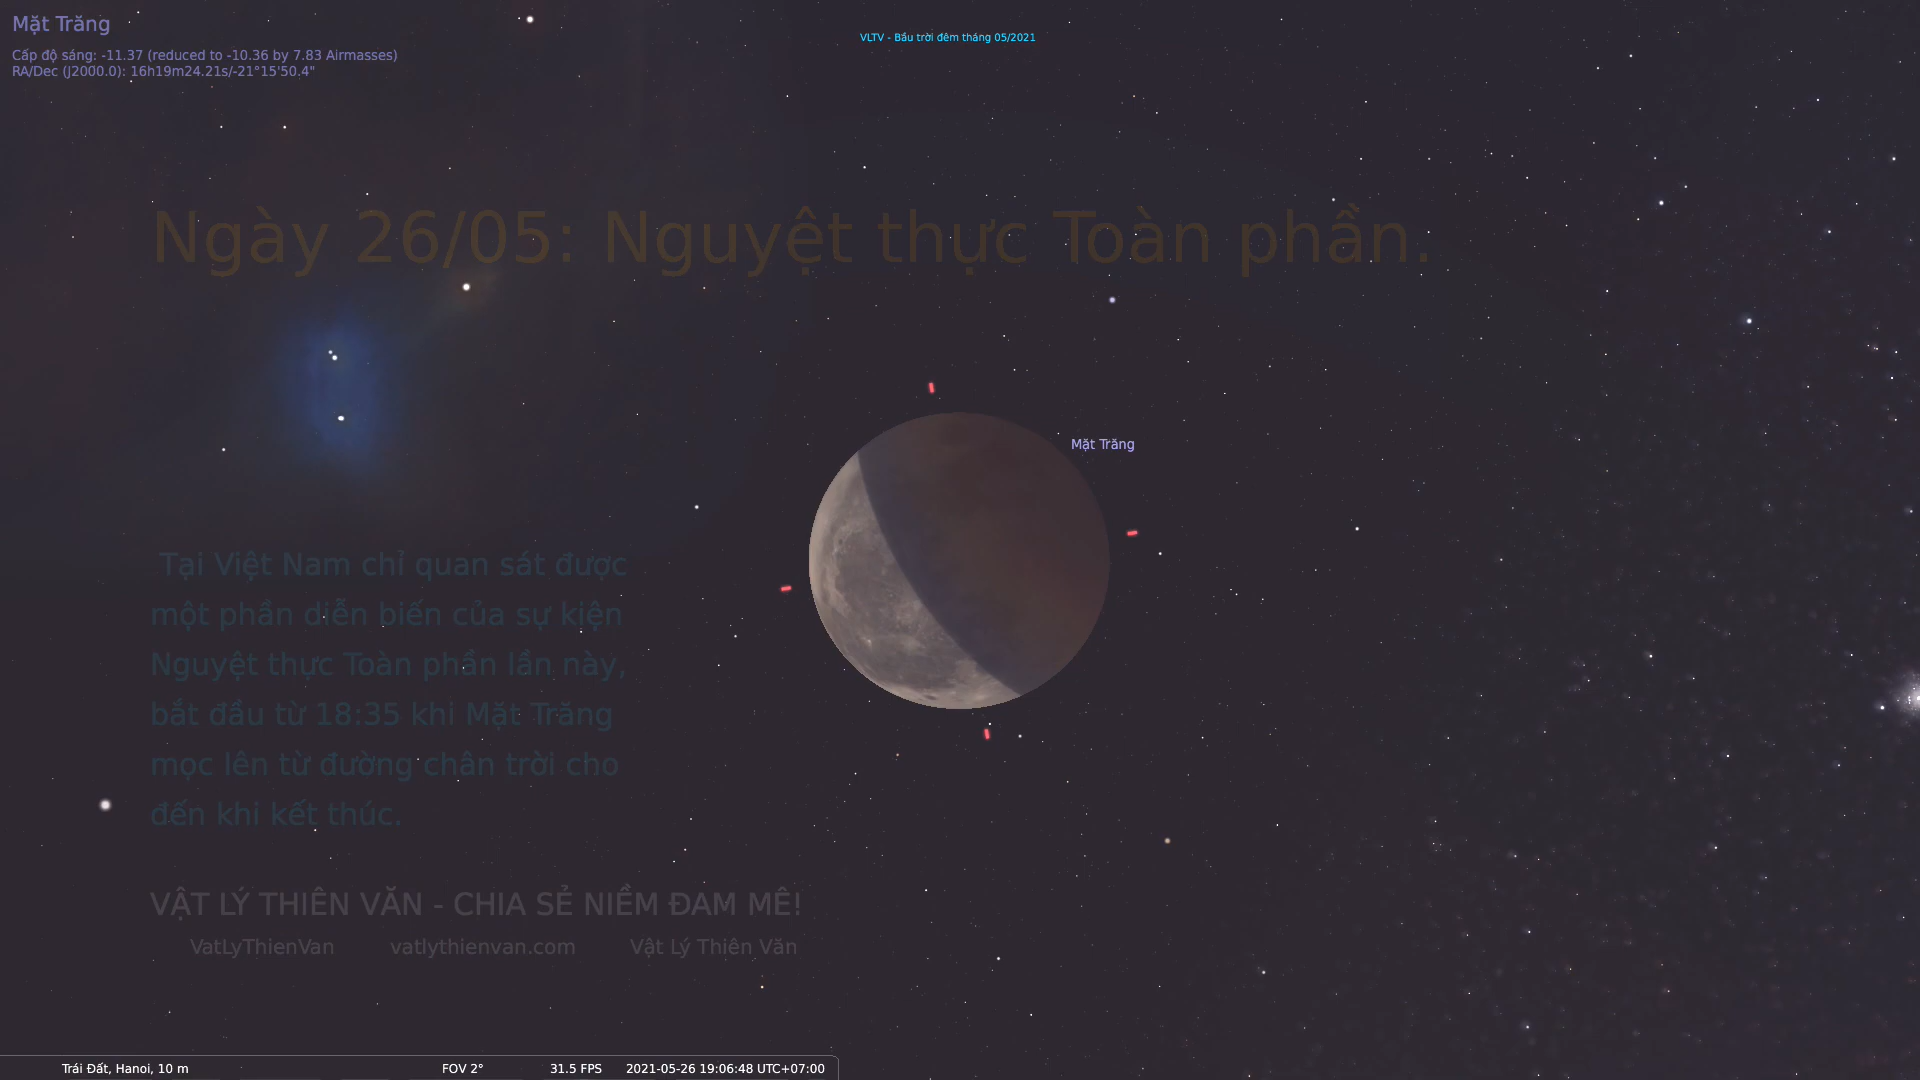 Mặt Trăng
Cấp độ sáng: -11.37 (reduced to -10.36 by 7.83 Airmasses)
RA/Dec (J2000.0): 16h19m24.21s/-21°15'50.4"
VLTV - Bầu trời đêm tháng 05/2021
Ngày 26/05: Nguyệt thực Toàn phần.
Mặt Trăng
Tại Việt Nam chỉ quan sát được
một phần diễn biến của sự kiện
Nguyệt thực Toàn phần lần này,
bắt đầu từ 18:35 khi Mặt Trăng
mọc lên từ đường chân trời cho
đến khi kết thúc.
VẬT LÝ THIÊN VĂN - CHIA SẺ NIỀM ĐAM MÊ!
VatLyThienVan vatlythienvan.com Vật Lý Thiên Văn
Trái Đất, Hanoi, 10 m FOV 2° 31.5 FPS 2021-05-26 19:06:48 UTC+07:00